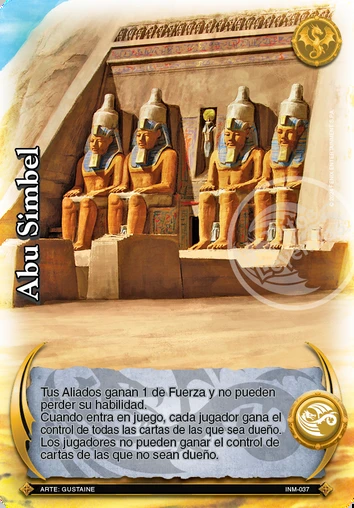 Abu Simbel
Tus Aliados ganan 1 de Fuerza y no pueden
perder su habilidad.
Cuando entra en juego, cada jugador gana el
control de todas las cartas de las que sea dueño.
Los jugadores no pueden ganar el control de
cartas de las que no sean dueño.
ARTE: GUSTAINE
INM-037